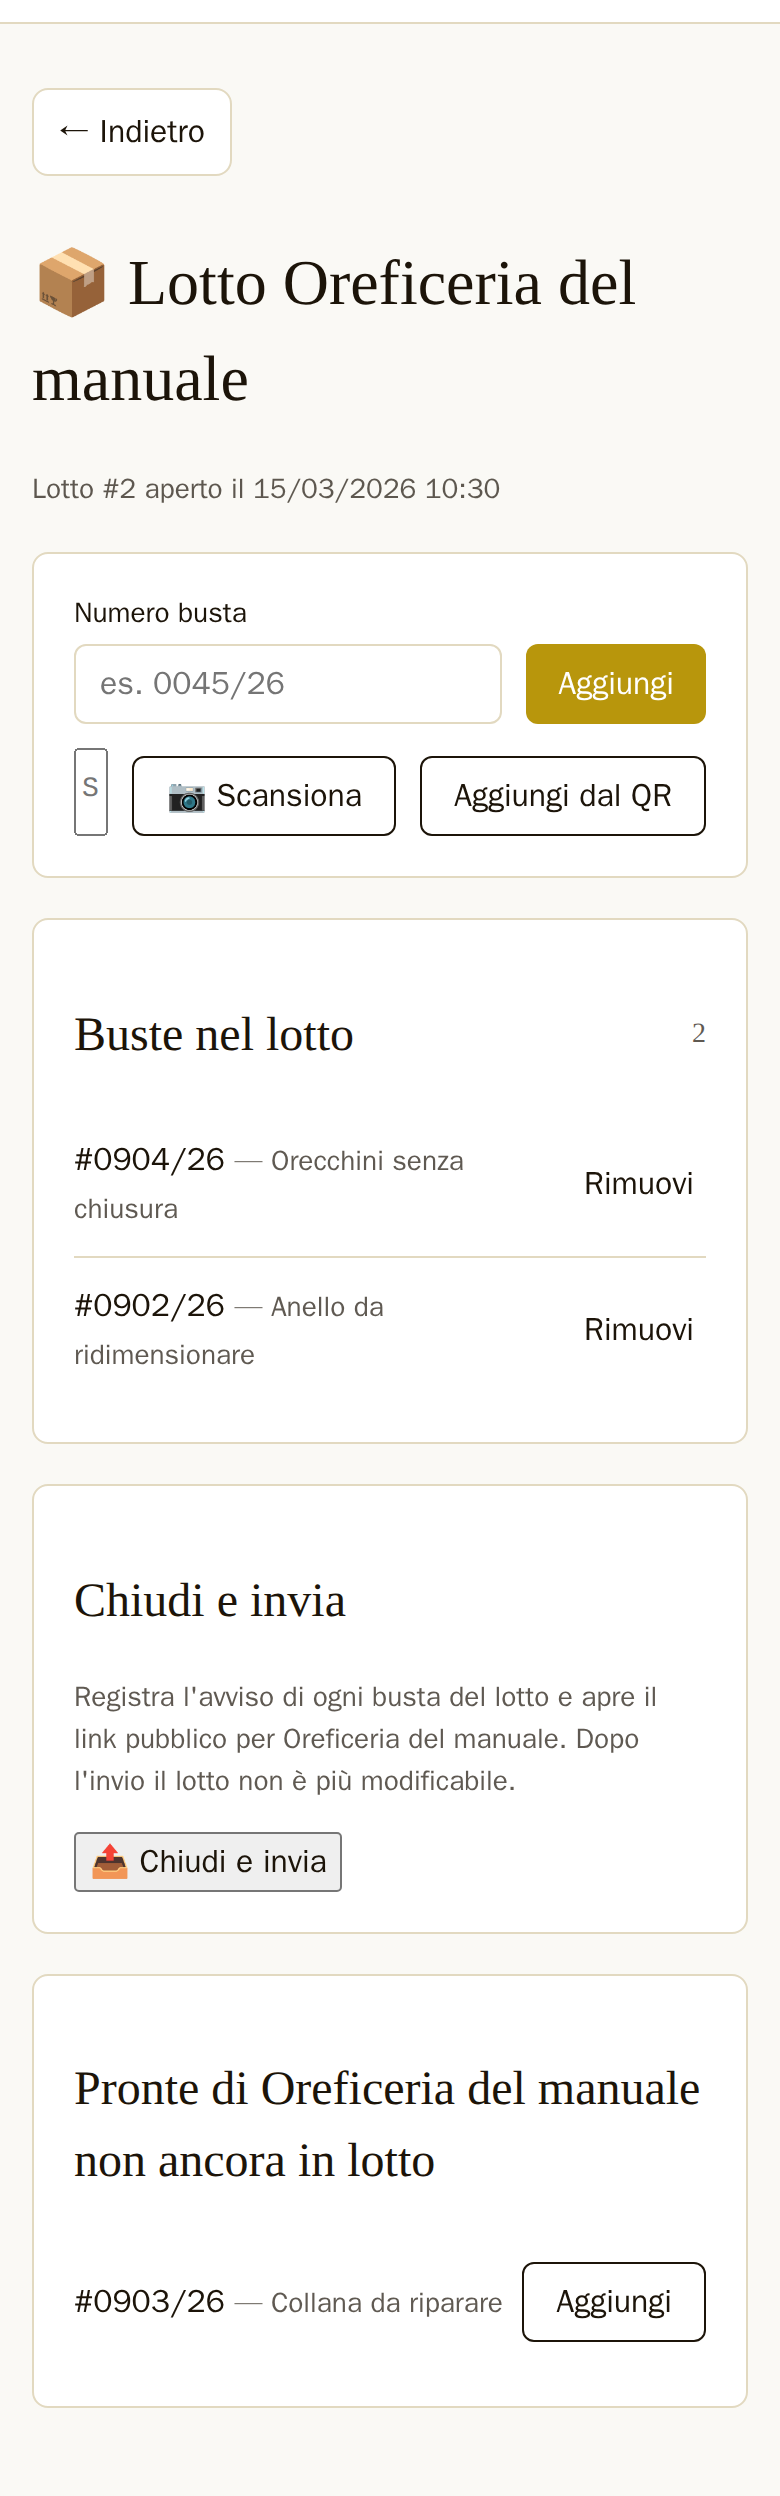 ← Indietro
📦 Lotto Oreficeria del
manuale
Lotto #2 aperto il 15/03/2026 10:30
Numero busta
es. 0045/26
Aggiungi
s
📷 Scansiona
Aggiungi dal QR
Buste nel lotto
2
#0904/26 — Orecchini senza
chiusura
Rimuovi
#0902/26 — Anello da
ridimensionare
Rimuovi
Chiudi e invia
Registra l'avviso di ogni busta del lotto e apre il
link pubblico per Oreficeria del manuale. Dopo
l'invio il lotto non è più modificabile.
📤 Chiudi e invia
Pronte di Oreficeria del manuale
non ancora in lotto
#0903/26 — Collana da riparare
Aggiungi